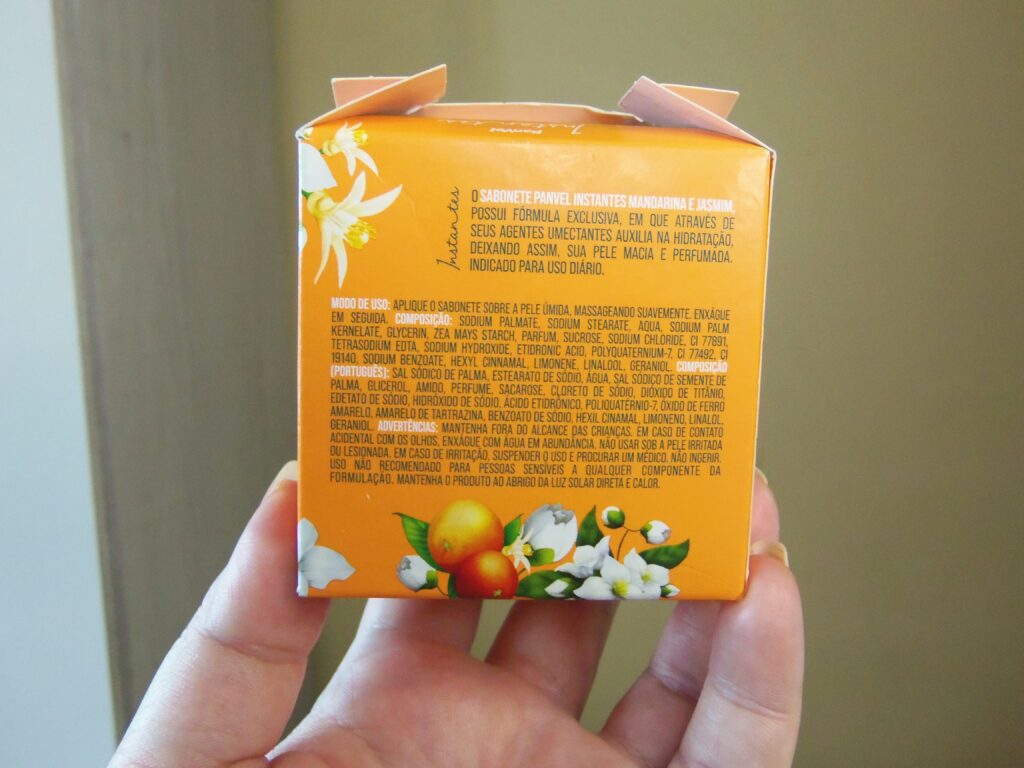 Panvel
Instantes
Instantes
O SABONETE PANVEL INSTANTES MANDARINA E JASMIM,
POSSUI FÓRMULA EXCLUSIVA, EM QUE ATRAVÉS DE
SEUS AGENTES UMECTANTES AUXILIA NA HIDRATAÇÃO,
DEIXANDO ASSIM, SUA PELE MACIA E PERFUMADA.
INDICADO PARA USO DIÁRIO.
MODO DE USO: APLIQUE O SABONETE SOBRE A PELE ÚMIDA, MASSAGEANDO SUAVEMENTE. ENXÁGUE
EM SEGUIDA. COMPOSIÇÃO: SODIUM PALMATE, SODIUM STEARATE, AQUA, SODIUM PALM
KERNELATE, GLYCERIN, ZEA MAYS STARCH, PARFUM, SUCROSE, SODIUM CHLORIDE, CI 77891,
TETRASODIUM EDTA, SODIUM HYDROXIDE, ETIDRONIC ACID, POLYQUATERNIUM-7, CI 77492, CI
19140, SODIUM BENZOATE, HEXYL CINNAMAL, LIMONENE, LINALOOL, GERANIOL. COMPOSIÇÃO
(PORTUGUÊS): SAL SÓDICO DE PALMA, ESTEARATO DE SÓDIO, ÁGUA, SAL SÓDICO DE SEMENTE DE
PALMA, GLICEROL, AMIDO, PERFUME, SACAROSE, CLORETO DE SÓDIO, DIÓXIDO DE TITÂNIO,
EDETATO DE SÓDIO, HIDRÓXIDO DE SÓDIO, ÁCIDO ETIDRÔNICO, POLIQUATÉRNIO-7, ÓXIDO DE FERRO
AMARELO, AMARELO DE TARTRAZINA, BENZOATO DE SÓDIO, HEXIL CINAMAL, LIMONENO, LINALOL,
GERANIOL. ADVERTÊNCIAS: MANTENHA FORA DO ALCANCE DAS CRIANÇAS. EM CASO DE CONTATO
ACIDENTAL COM OS OLHOS, ENXÁGUE COM ÁGUA EM ABUNDÂNCIA. NÃO USAR SOB A PELE IRRITADA
OU LESIONADA. EM CASO DE IRRITAÇÃO, SUSPENDER O USO E PROCURAR UM MÉDICO. NÃO INGERIR.
USO NÃO RECOMENDADO PARA PESSOAS SENSÍVEIS A QUALQUER COMPONENTE DA
FORMULAÇÃO. MANTENHA O PRODUTO AO ABRIGO DA LUZ SOLAR DIRETA E CALOR.